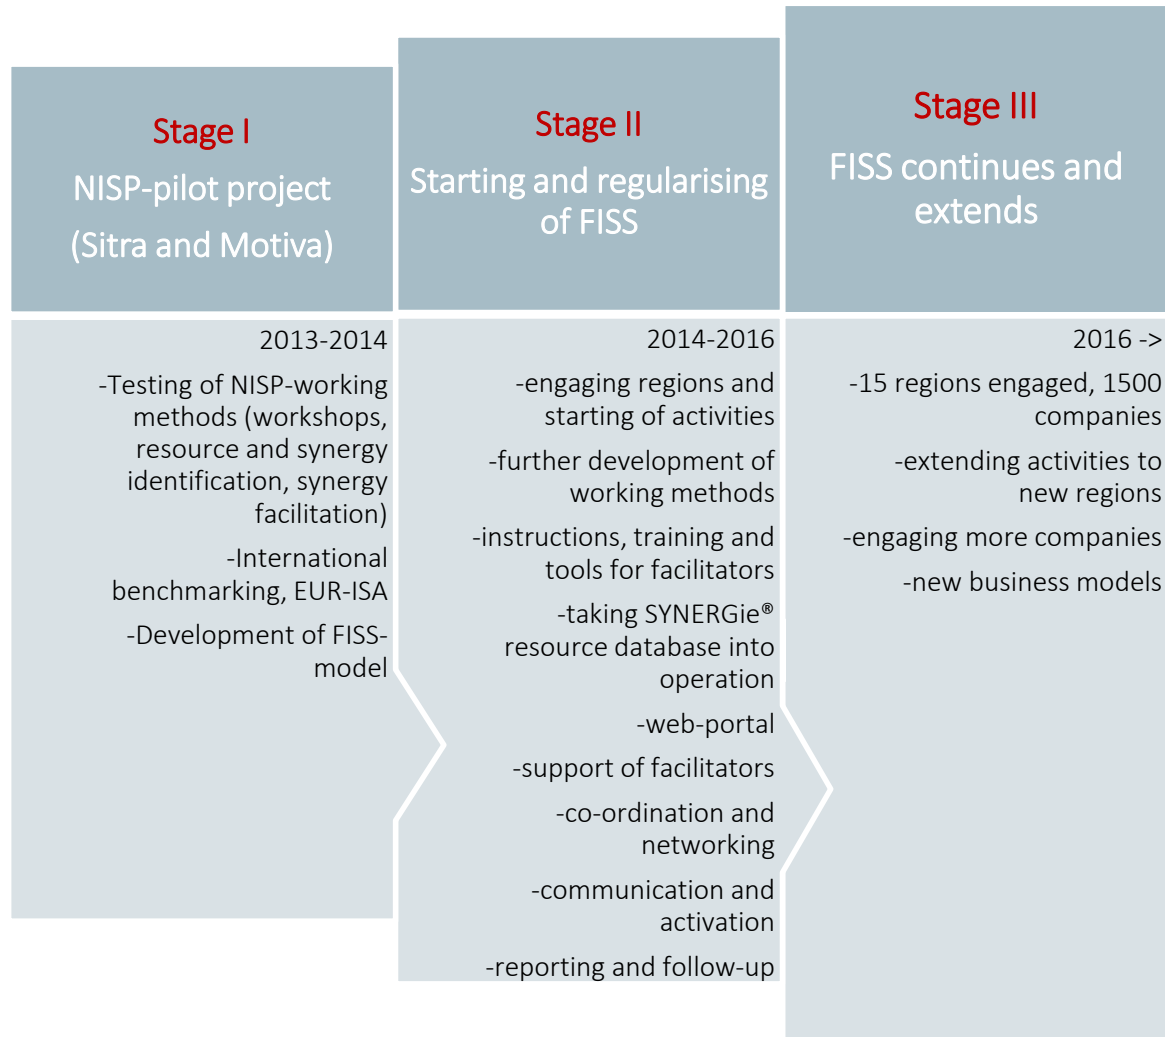 Stage I
NISP-pilot project
(Sitra and Motiva)
2013-2014
-Testing of NISP-working
methods (workshops,
resource and synergy
identification, synergy
facilitation)
-International
benchmarking, EUR-ISA
-Development of FISS-
model
Stage II
Starting and regularising
of FISS
2014-2016
-engaging regions and
starting of activities
-further development of
working methods
-instructions, training and
tools for facilitators
-taking SYNERGie®
resource database into
operation
-web-portal
-support of facilitators
-co-ordination and
networking
-communication and
activation
-reporting and follow-up
Stage III
FISS continues and
extends
2016 ->
-15 regions engaged, 1500
companies
-extending activities to
new regions
-engaging more companies
-new business models